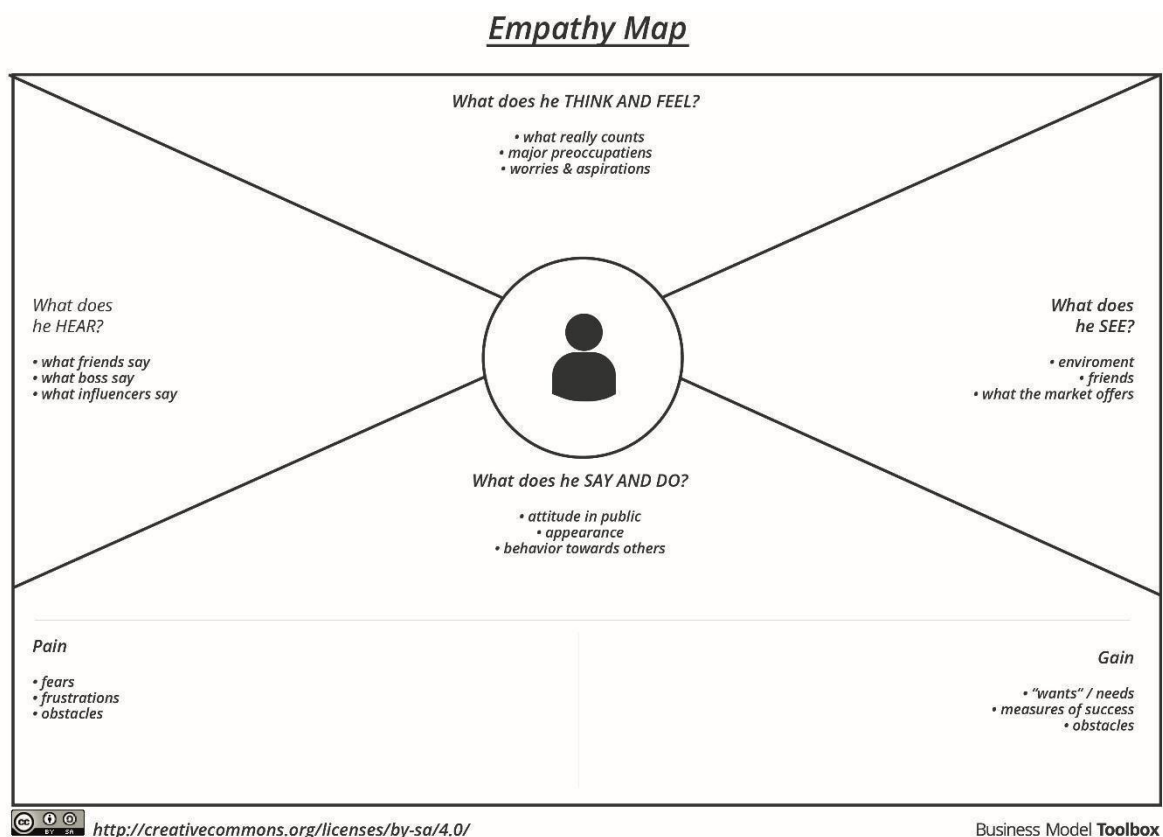 Empathy Map
What does he THINK AND FEEL?
• what really counts
• major preoccupatiens
• worries & aspirations
What does
he HEAR?
• what friends say
• what boss say
• what influencers say
What does
he SEE?
• enviroment
• friends
• what the market offers
What does he SAY AND DO?
• attitude in public
• appearance
• behavior towards others
Pain
• fears
• frustrations
• obstacles
Gain
• “wants” / needs
• measures of success
• obstacles
cc BY SA
http://creativecommons.org/licenses/by-sa/4.0/
Business Model Toolbox